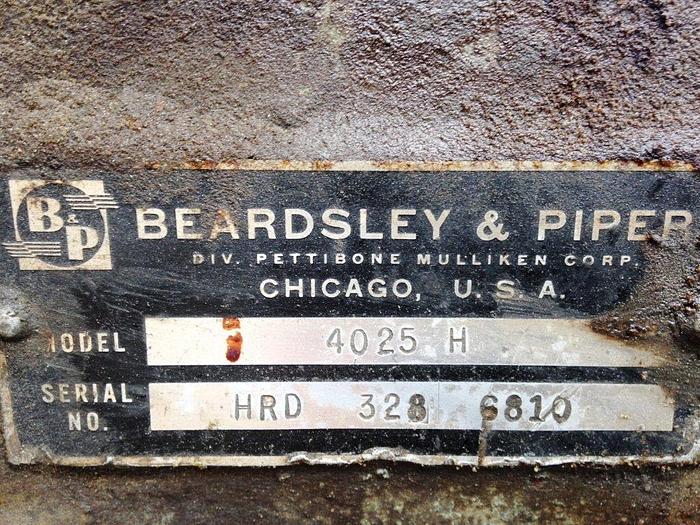 B&P
BEARDSLEY & PIPER
DIV. PETTIBONE MULLIKEN CORP.
CHICAGO, U.S.A.
MODEL 4025 H
SERIAL NO. HRD 328 6810